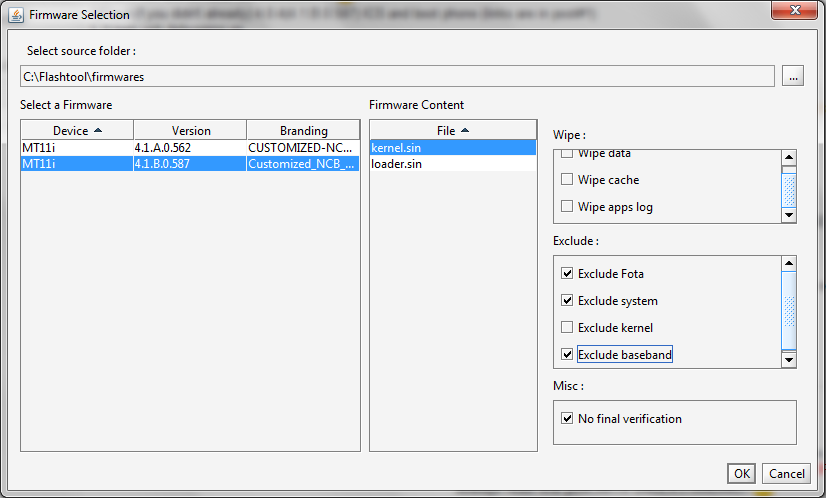 Firmware Selection
Select source folder :
C:\Flashtool\firmwares
...
Select a Firmware
Firmware Content
Device
Version
Branding
File
MT11i
4.1.A.0.562
CUSTOMIZED-NC...
MT11i
4.1.B.0.587
Customized_NCB_...
kernel.sin
loader.sin
Wipe :
Wipe data
Wipe cache
Wipe apps log
Exclude :
Exclude Fota
Exclude system
Exclude kernel
Exclude baseband
Misc :
No final verification
OK
Cancel